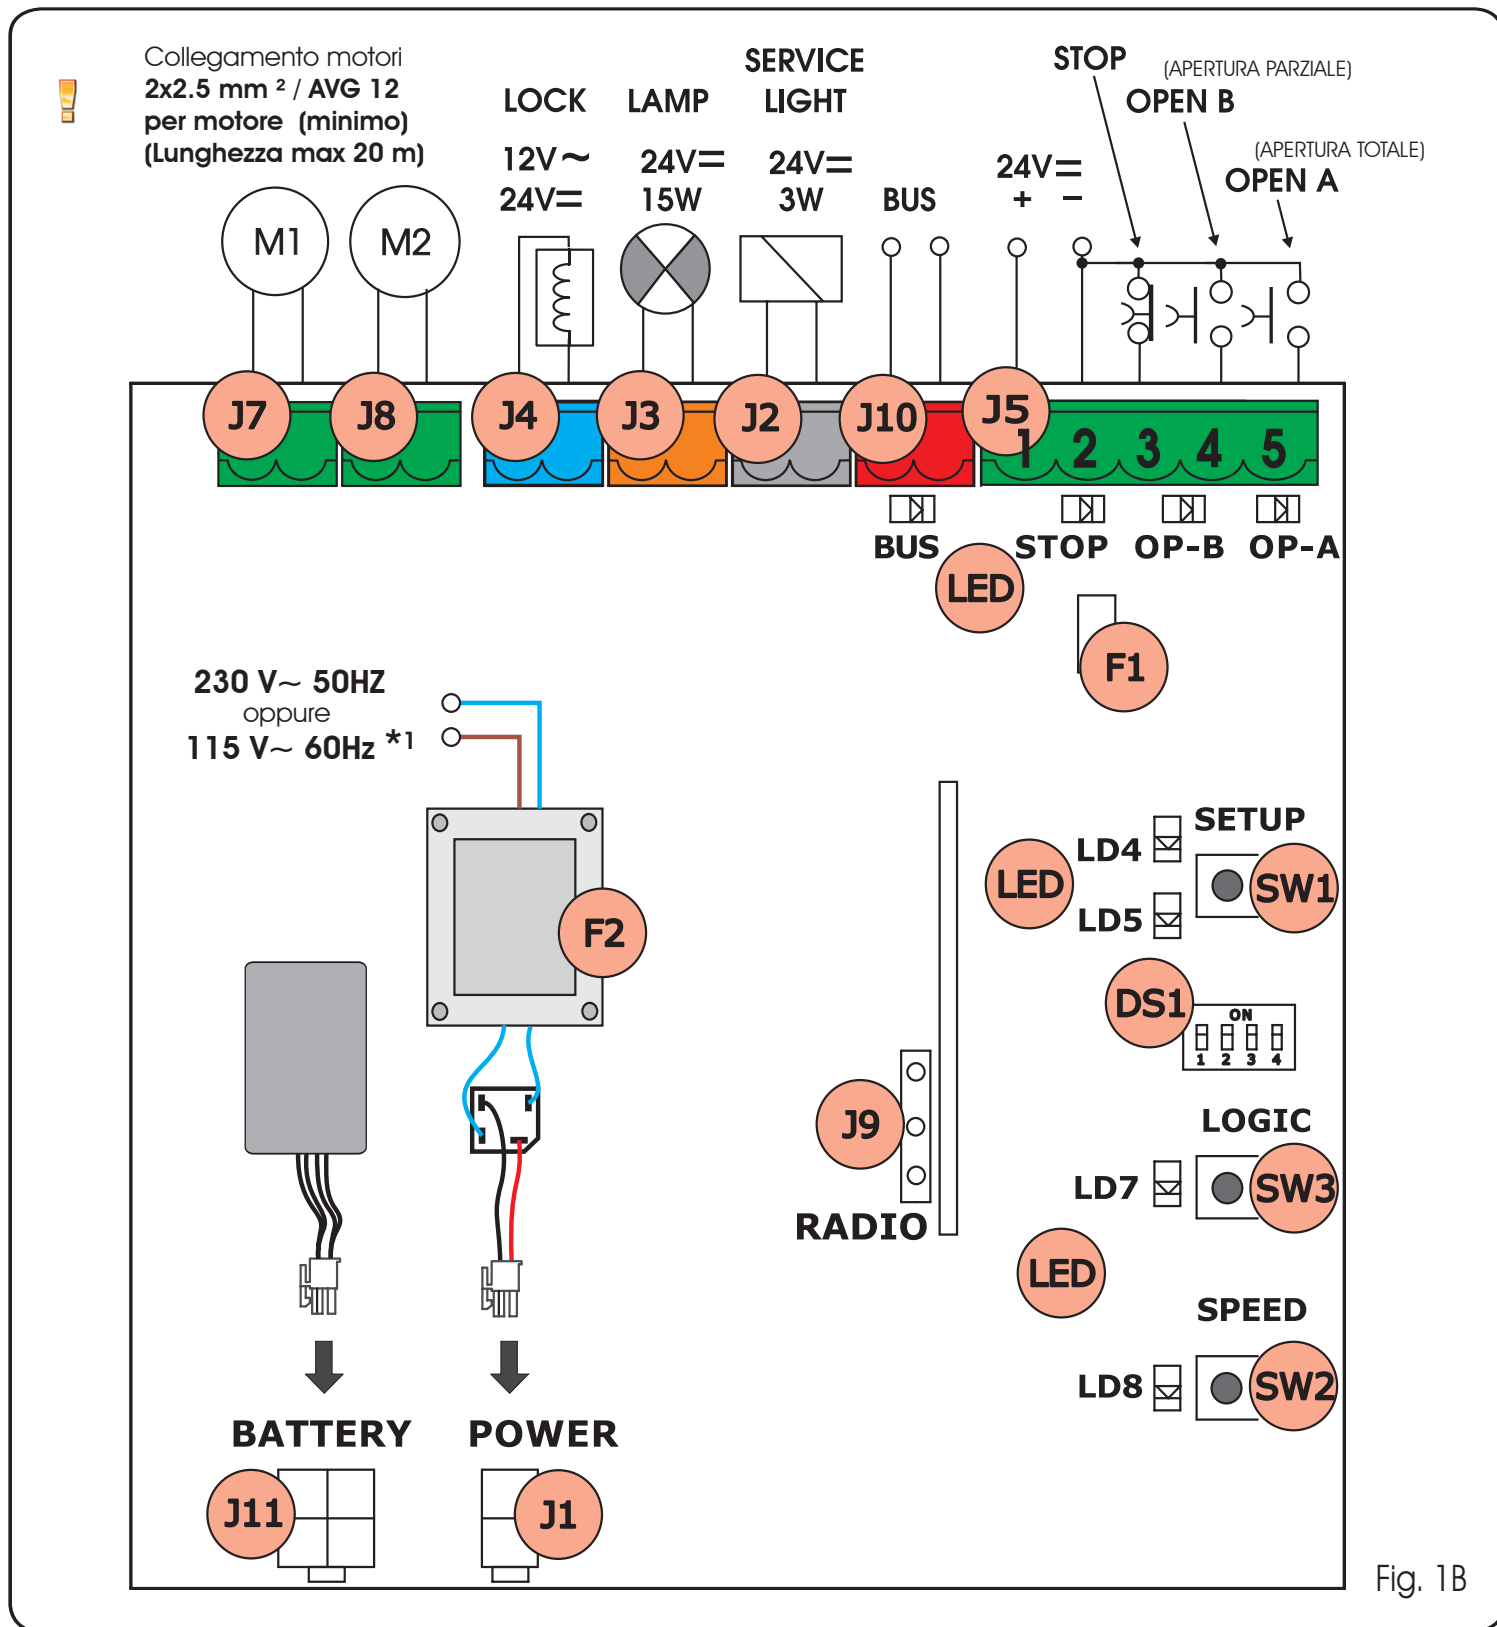 Collegamento motori
2x2.5 mm ² / AVG 12
per motore (minimo)
(Lunghezza max 20 m)
LOCK
12V~
24V=
LAMP
24V=
15W
SERVICE
LIGHT
24V=
3W
BUS
24V=
+ −
STOP
(APERTURA PARZIALE)
OPEN B
(APERTURA TOTALE)
OPEN A
M1
M2
J7
J8
J4
J3
J2
J10
J5
1 2 3 4 5
BUS
STOP
OP-B
OP-A
LED
F1
230 V~ 50HZ
oppure
115 V~ 60Hz *1
F2
SETUP
LD4
LED
SW1
LD5
DS1
ON
1 2 3 4
J9
RADIO
LOGIC
LD7
SW3
LED
SPEED
LD8
SW2
BATTERY
POWER
J11
J1
Fig. 1B